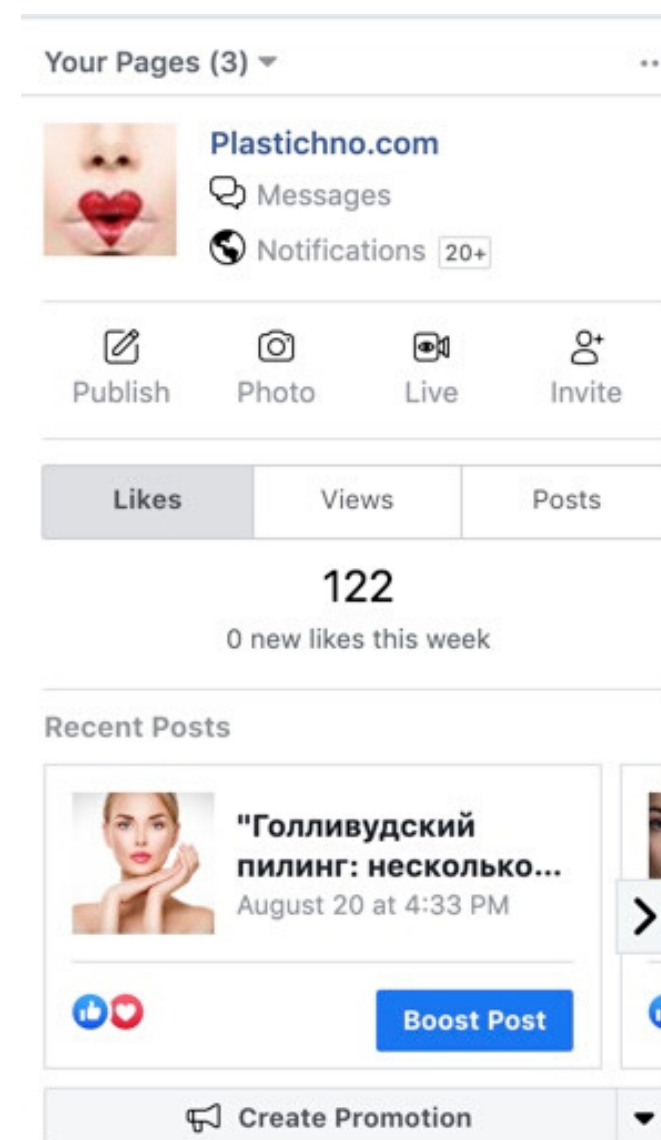 Your Pages (3)
Plastichno.com
Messages
Notifications 20+
Publish Photo Live Invite
Likes Views Posts
122
0 new likes this week
Recent Posts
"Голливудский
пилинг: несколько...
August 20 at 4:33 PM
Boost Post
Create Promotion